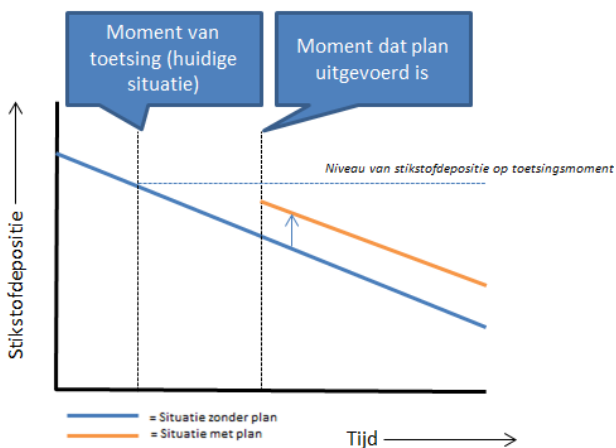 Moment van
toetsing (huidige
situatie)
Moment dat plan
uitgevoerd is
Niveau van stikstofdepositie op toetsingsmoment
Stikstofdepositie
= Situatie zonder plan
= Situatie met plan
Tijd